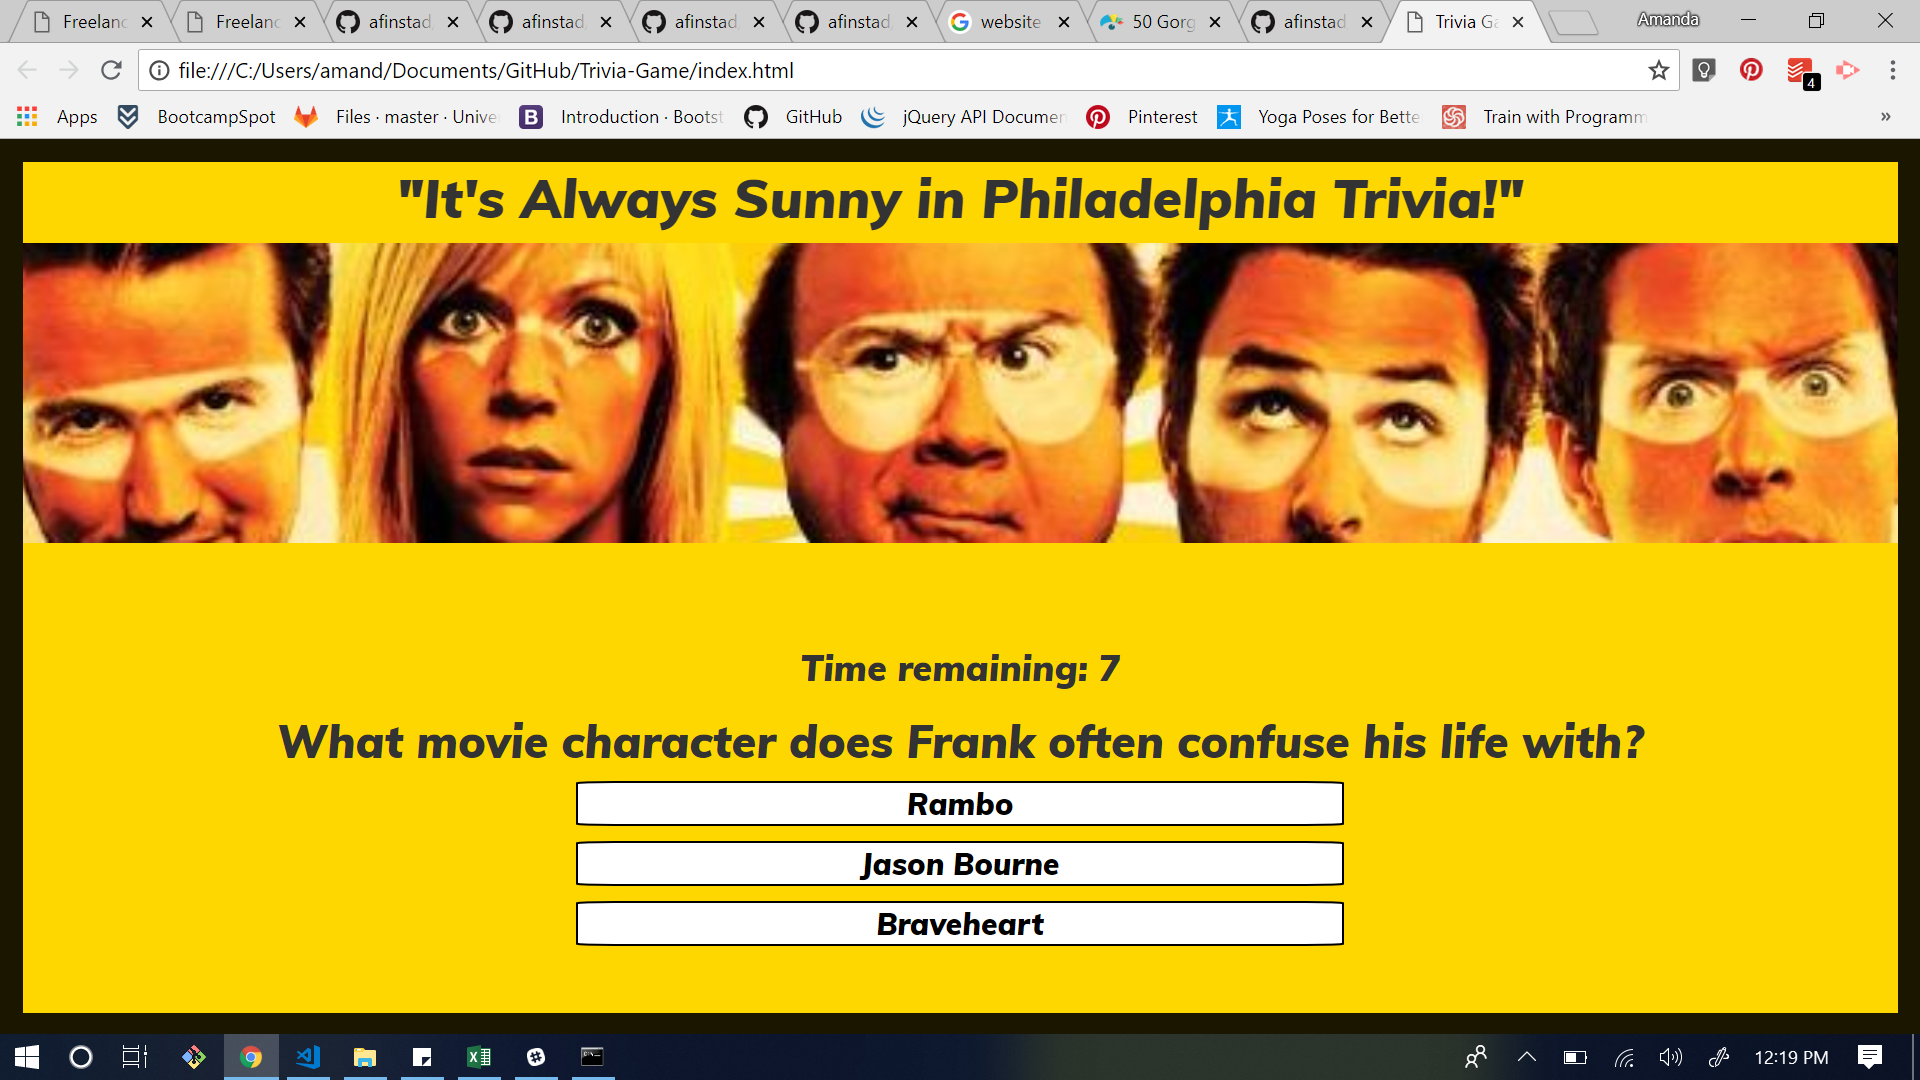 Freelanc Freelanc afinstad afinstad afinstad afinstad website 50 Gorg afinstad Trivia Ga Amanda
file:///C:/Users/amand/Documents/GitHub/Trivia-Game/index.html
4
Apps BootcampSpot Files · master · Unive Introduction · Bootst GitHub jQuery API Documen Pinterest Yoga Poses for Bette Train with Programm »
"It's Always Sunny in Philadelphia Trivia!"
Time remaining: 7
What movie character does Frank often confuse his life with?
Rambo
Jason Bourne
Braveheart
12:19 PM